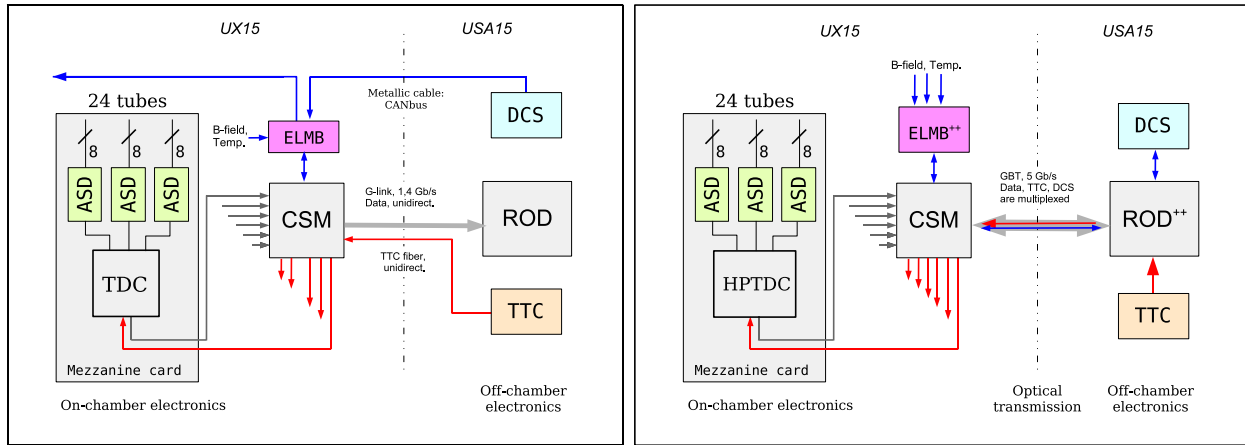 UX15
USA15
Metallic cable:
CANbus
DCS
24 tubes
ELMB
B-field,
Temp.
8
8
8
ASD
ASD
ASD
G-link, 1,4 Gb/s
Data, unidirect.
CSM
ROD
TTC fiber,
unidirect.
TDC
TTC
Mezzanine card
On-chamber electronics
Off-chamber
electronics
UX15
USA15
B-field, Temp.
24 tubes
ELMB++
DCS
8
8
8
ASD
ASD
ASD
GBT, 5 Gb/s
Data, TTC, DCS
are multiplexed
CSM
ROD++
HPTDC
TTC
Mezzanine card
On-chamber electronics
Optical
transmission
Off-chamber
electronics